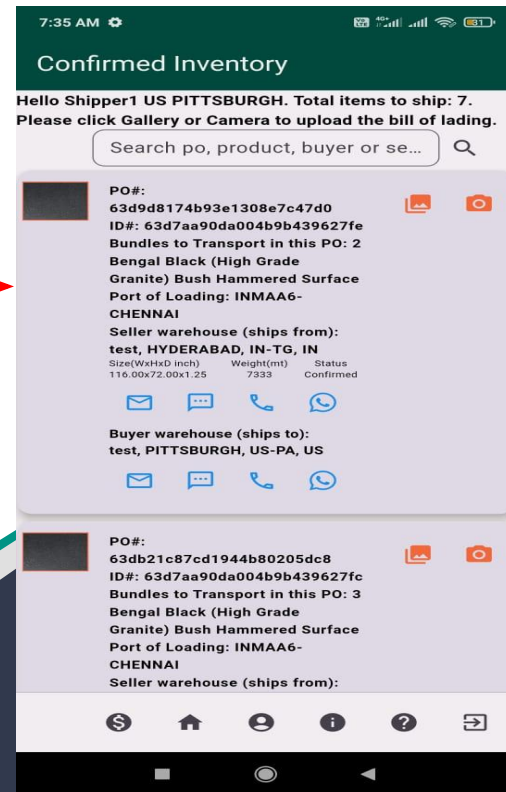 7:35 AM
4G+
81
Confirmed Inventory
Hello Shipper1 US PITTSBURGH. Total items to ship: 7.
Please click Gallery or Camera to upload the bill of lading.
Search po, product, buyer or se...
PO#:
63d9d8174b93e1308e7c47d0
ID#: 63d7aa90da004b9b439627fe
Bundles to Transport in this PO: 2
Bengal Black (High Grade
Granite) Bush Hammered Surface
Port of Loading: INMAA6-
CHENNAI
Seller warehouse (ships from):
test, HYDERABAD, IN-TG, IN
Size(WxHxD inch) Weight(mt) Status
116.00x72.00x1.25 7333 Confirmed
Buyer warehouse (ships to):
test, PITTSBURGH, US-PA, US
PO#:
63db21c87cd1944b80205dc8
ID#: 63d7aa90da004b9b439627fc
Bundles to Transport in this PO: 3
Bengal Black (High Grade
Granite) Bush Hammered Surface
Port of Loading: INMAA6-
CHENNAI
Seller warehouse (ships from):